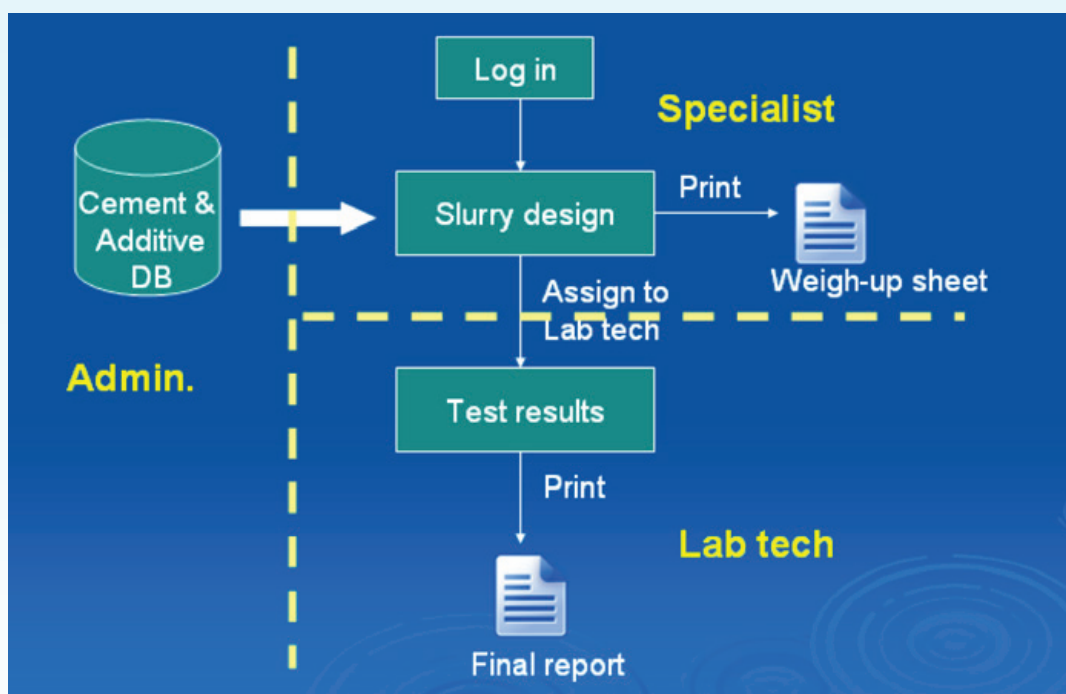 Log in
Specialist
Cement &
Additive
DB
Slurry design
Print
Weigh-up sheet
Assign to
Lab tech
Admin.
Test results
Print
Lab tech
Final report